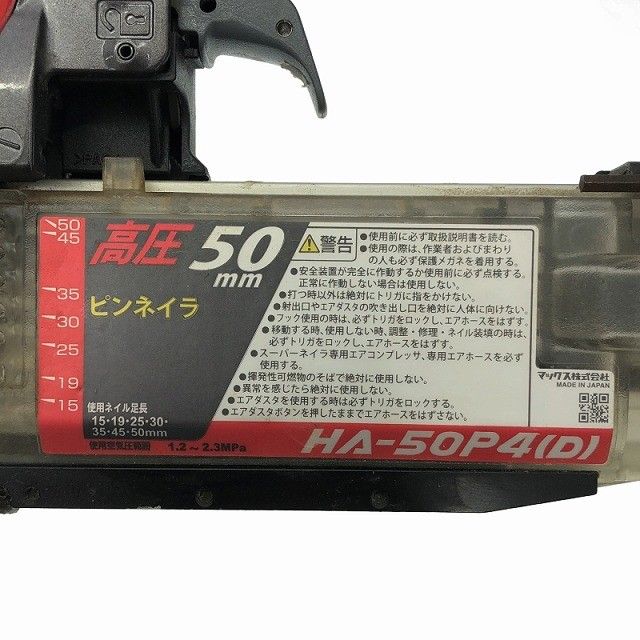 50
45
35
30
25
19
15
高圧 50
mm
ピンネイラ
使用ネイル足長
15・19・25・30・
35・45・50mm
使用空気圧範囲 1.2～2.3MPa
警告
●使用前に必ず取扱説明書を読む。
●使用の際は、作業者およびまわり
の人も必ず保護メガネを着用する。
●安全装置が完全に作動するか使用前に必ず点検する。
正常に作動しない場合は使用しない。
●打つ時以外は絶対にトリガに指をかけない。
●射出口やエアダスタの吹き出し口を絶対に人体に向けない。
●フック使用の時は、必ずトリガをロックし、エアホースをはずす。
●移動する時、使用しない時、調整・修理・ネイル装填の時は、
必ずトリガをロックし、エアホースをはずす。
●スーパーネイラ専用エアコンプレッサ、専用エアホースを必ず
使用する。
●揮発性可燃物のそばで絶対に使用しない。
●異常を感じたら絶対に使用しない。
●エアダスタを使用する時は必ずトリガをロックする。
●エアダスタボタンを押したままでエアホースをはずさない。
マックス株式会社
MADE IN JAPAN
HA-50P4(D)